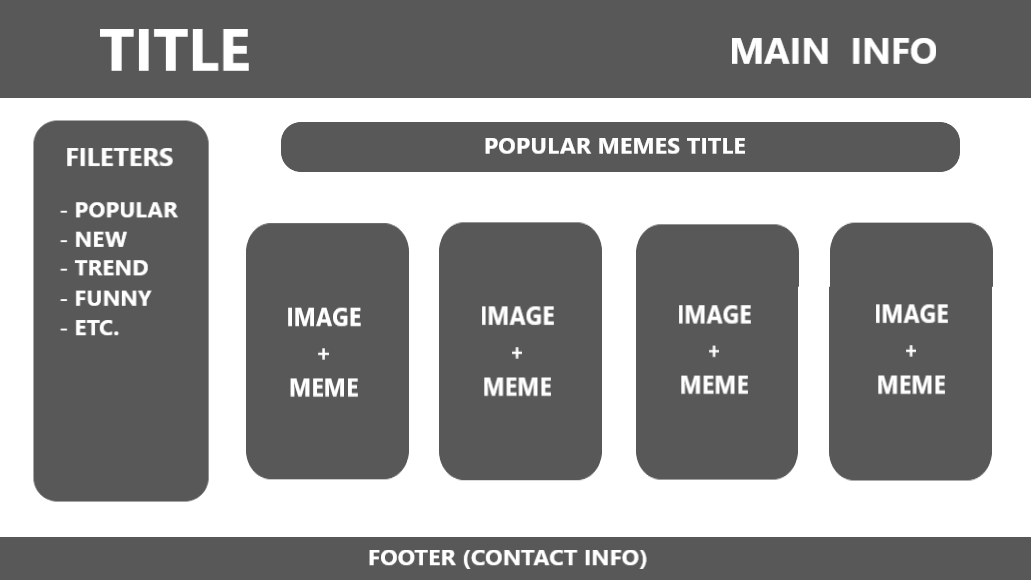 TITLE
MAIN INFO
FILETERS
- POPULAR
- NEW
- TREND
- FUNNY
- ETC.
POPULAR MEMES TITLE
IMAGE
+
MEME
IMAGE
+
MEME
IMAGE
+
MEME
IMAGE
+
MEME
FOOTER (CONTACT INFO)